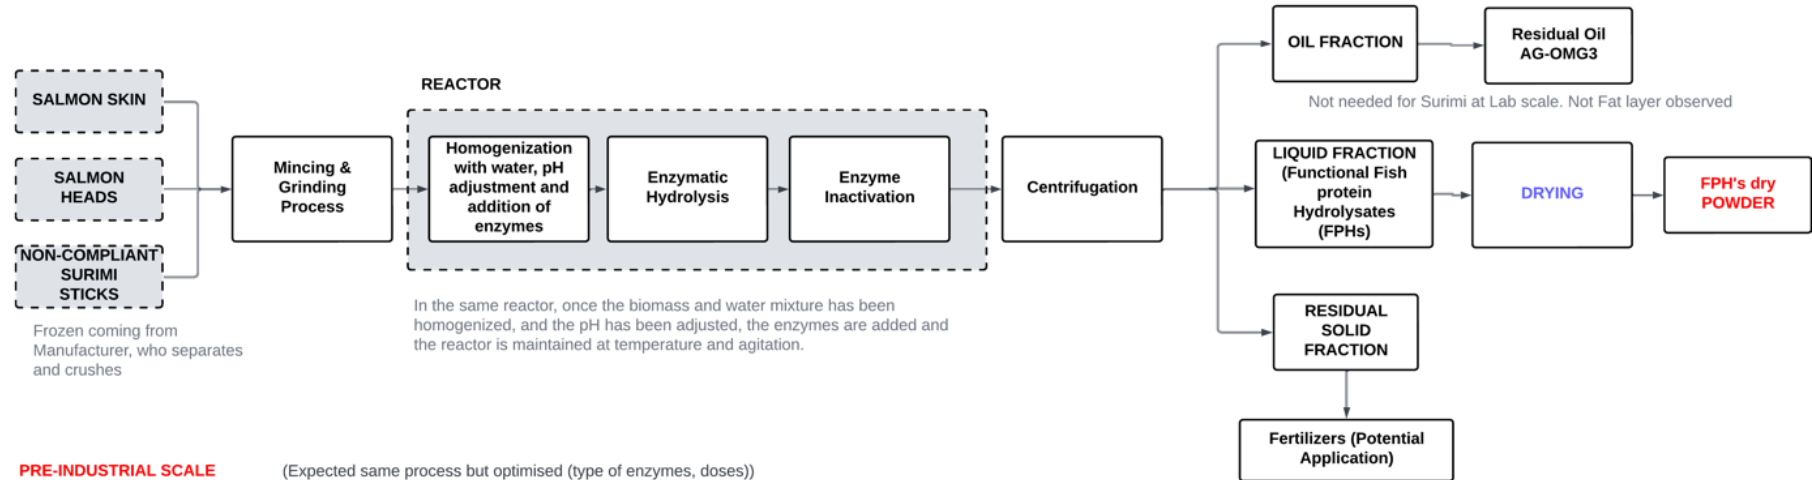 SALMON SKIN
SALMON
HEADS
NON-COMPLIANT
SURIMI
STICKS
Frozen coming from
Manufacturer, who separates
and crushes
Mincing &
Grinding
Process
REACTOR
Homogenization
with water, pH
adjustment and
addition of
enzymes
Enzymatic
Hydrolysis
Enzyme
Inactivation
In the same reactor, once the biomass and water mixture has been
homogenized, and the pH has been adjusted, the enzymes are added and
the reactor is maintained at temperature and agitation.
Centrifugation
OIL FRACTION
Residual Oil
AG-OMG3
Not needed for Surimi at Lab scale. Not Fat layer observed
LIQUID FRACTION
(Functional Fish
protein
Hydrolysates
(FPHs)
DRYING
FPH's dry
POWDER
RESIDUAL
SOLID
FRACTION
Fertilizers (Potential
Application)
PRE-INDUSTRIAL SCALE
(Expected same process but optimised (type of enzymes, doses))